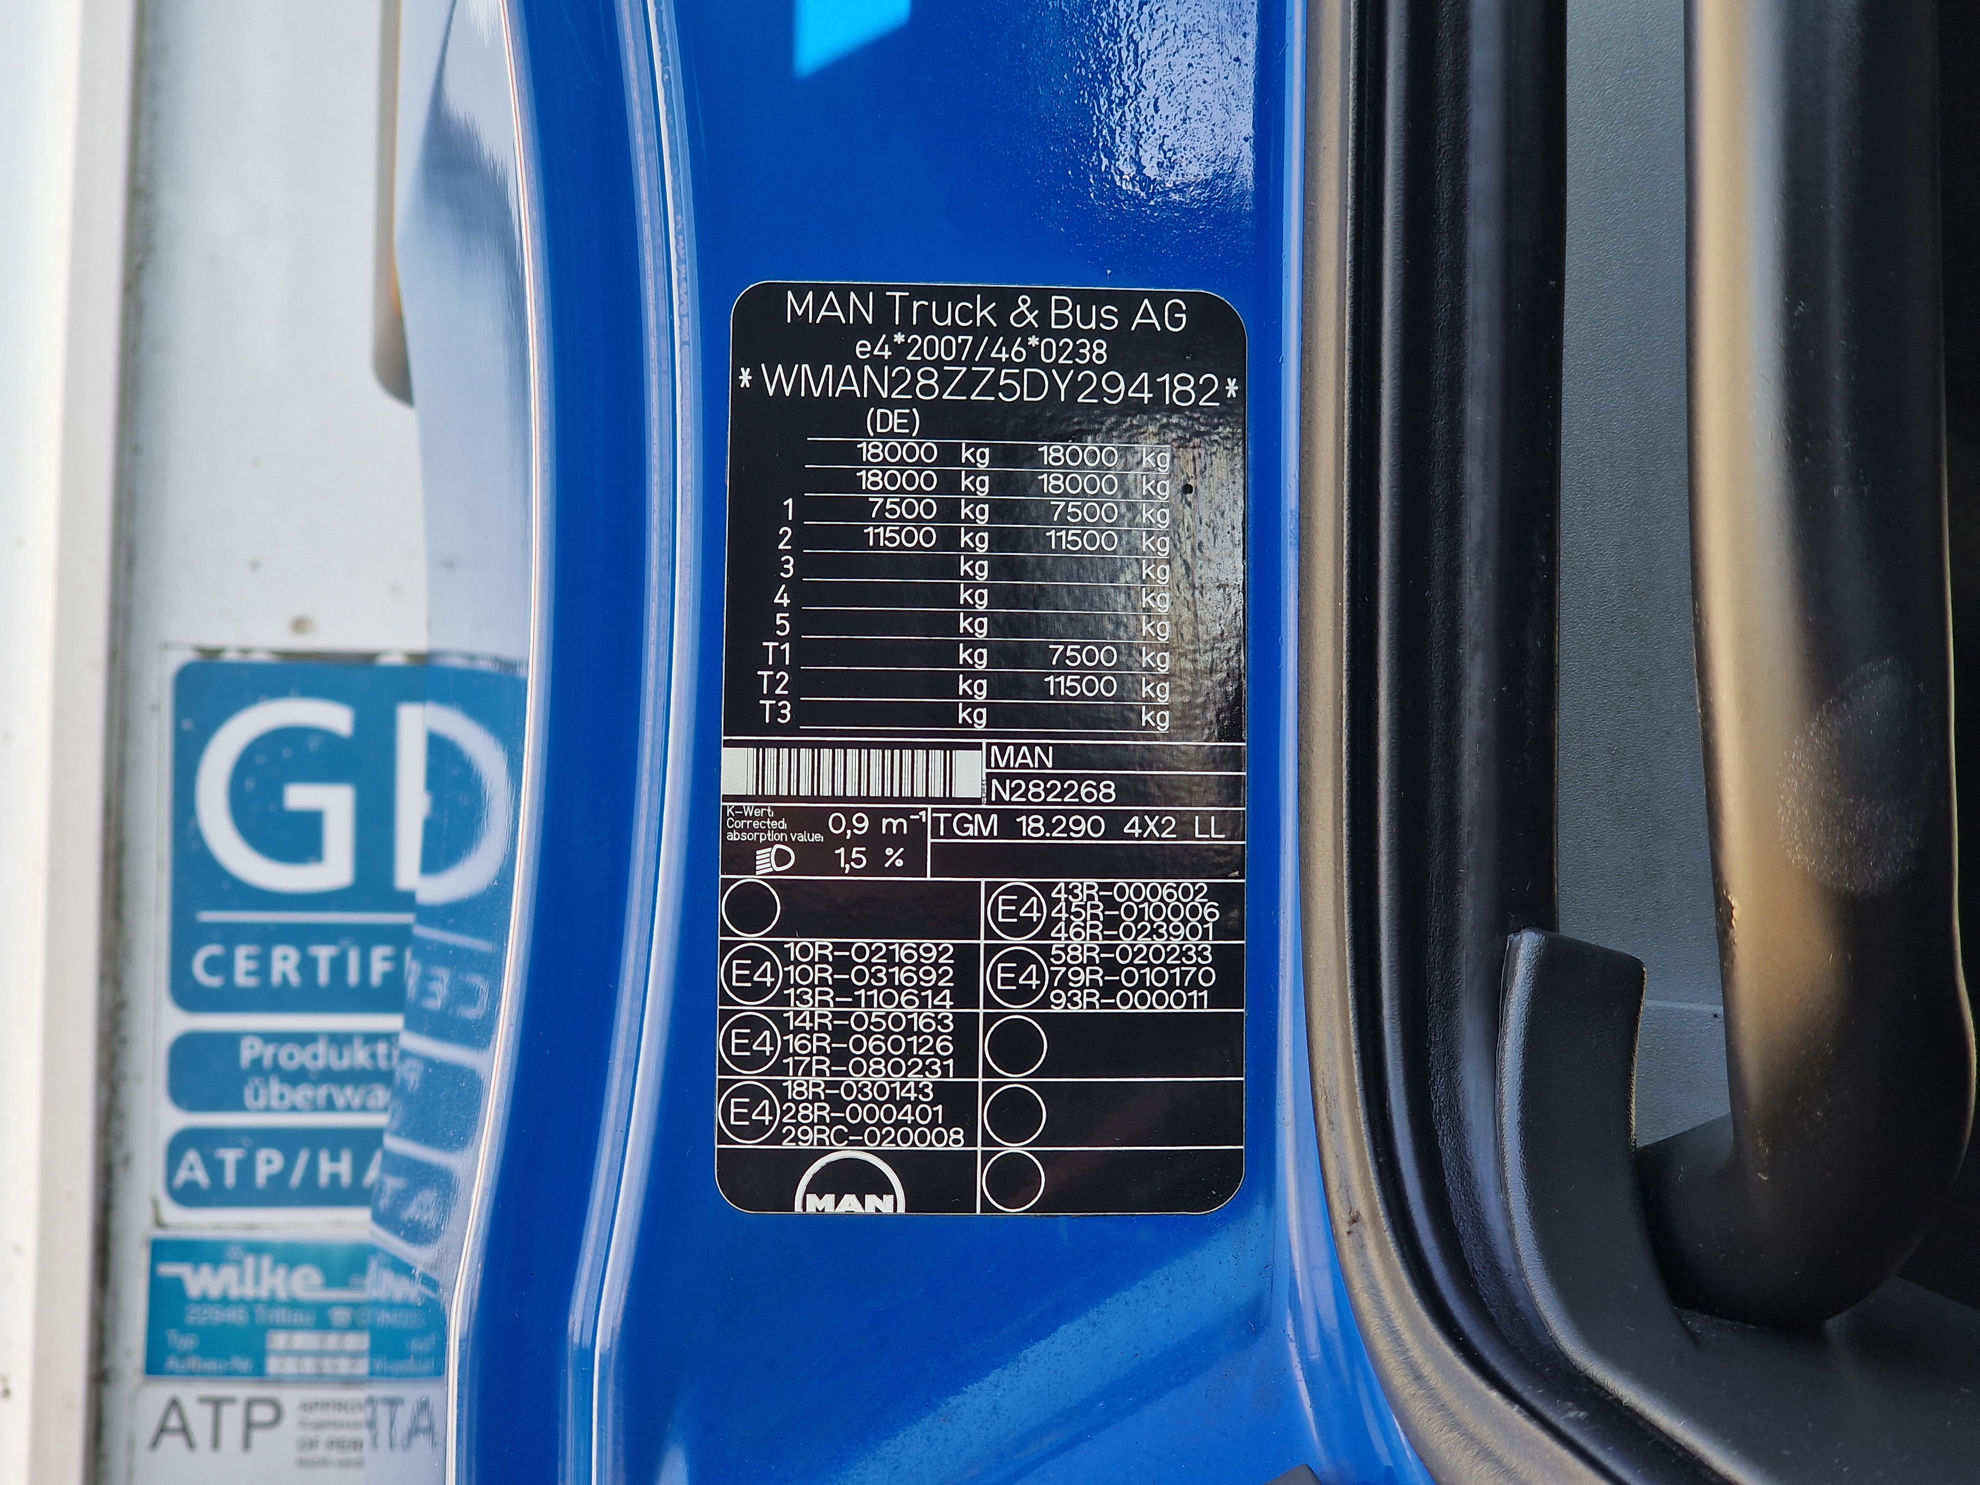 MAN Truck & Bus AG
e4*2007/46*0238
*WMAN28ZZ5DY294182*
(DE)
18000 kg 18000 kg
18000 kg 18000 kg
1 7500 kg 7500 kg
2 11500 kg 11500 kg
3 kg kg
4 kg kg
5 kg kg
T1 kg 7500 kg
T2 kg 11500 kg
T3 kg kg
MAN
N282268
K-Wert:
Corrected:
absorption value:
0,9 m⁻¹
1,5 %
TGM 18.290 4X2 LL
E4
10R-021692
10R-031692
13R-110614
E4
14R-050163
16R-060126
17R-080231
E4
18R-030143
28R-000401
29RC-020008
MAN
E4
43R-000602
45R-010006
46R-023901
E4
58R-020233
79R-010170
93R-000011
GD
CERTIF
Produkt
überwa
ATP/HA
wilke
22946 Trittau
Typ
Aufbau-Nr.
ATP